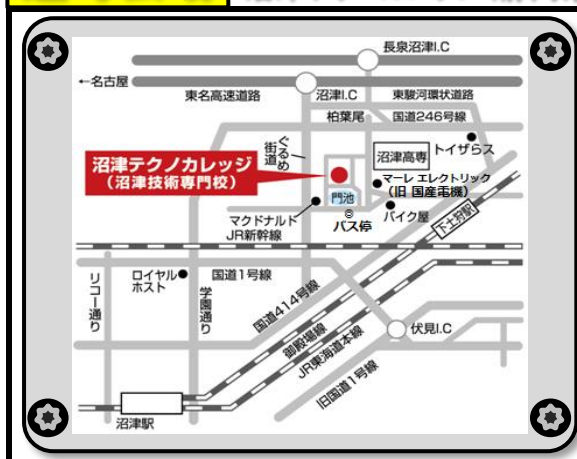 長泉沼津I.C
←名古屋
東名高速道路
沼津I.C
東駿河環状道路
柏葉尾
国道246号線
ぐるめ
街道
沼津高専
トイザらス
沼津テクノカレッジ
(沼津技術専門校)
マーレ エレクトリック
(旧 国産電機)
門池
マクドナルド
バス停
バイク屋
下土狩駅
JR新幹線
ロイヤル
ホスト
国道1号線
リコー通り
学園通り
国道414号線
御殿場線
JR東海道本線
伏見I.C
旧国道1号線
沼津駅